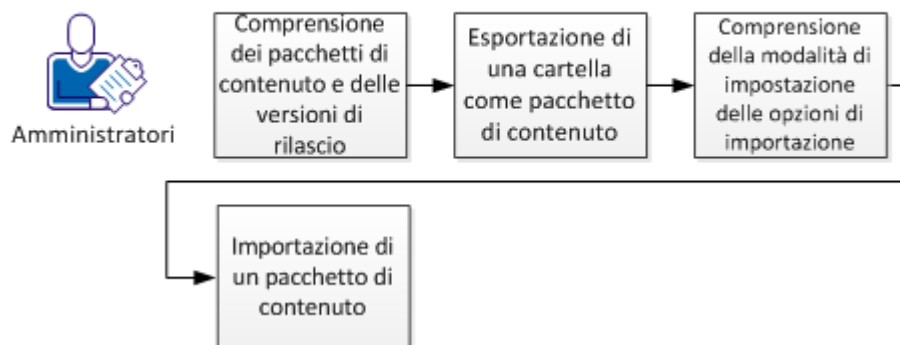 Amministratori
Comprensione
dei pacchetti di
contenuto e delle
versioni di
rilascio
Esportazione di
una cartella
come pacchetto
di contenuto
Comprensione
della modalità di
impostazione
delle opzioni di
importazione
Importazione di
un pacchetto di
contenuto